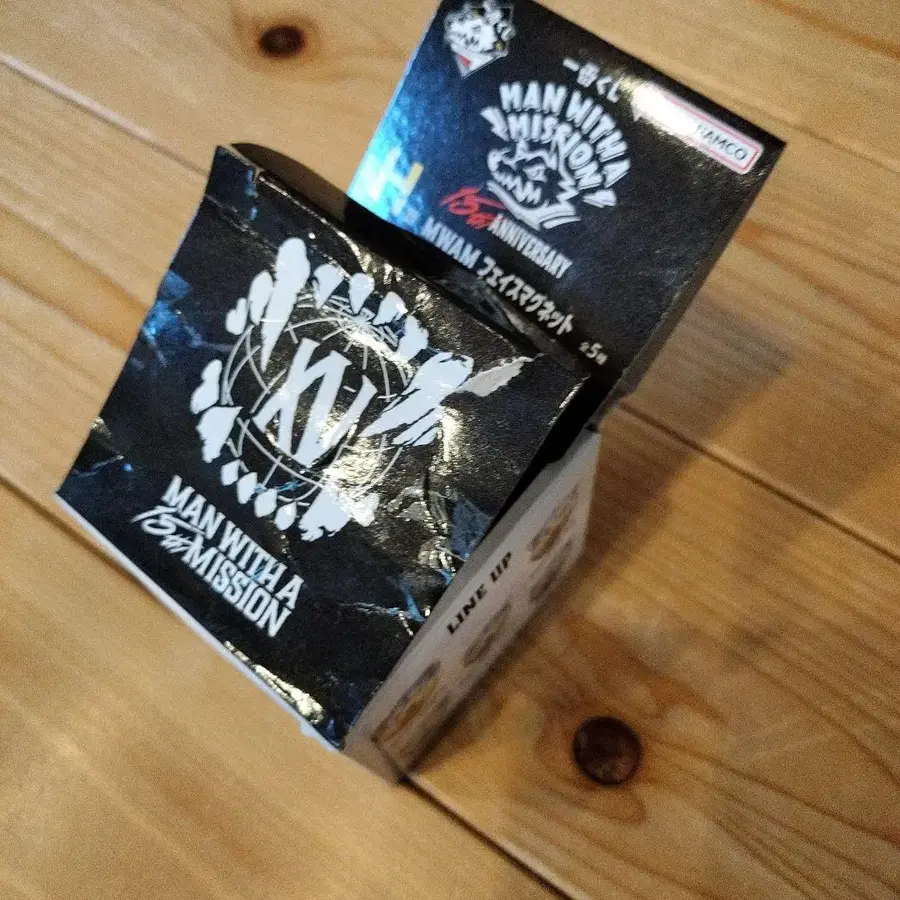 一番くじ
NAMCO
MAN WITH A
MISSION
15th ANNIVERSARY
MWAM フェイスマグネット 全5種
XV
MAN WITH A
15th MISSION
LINE UP